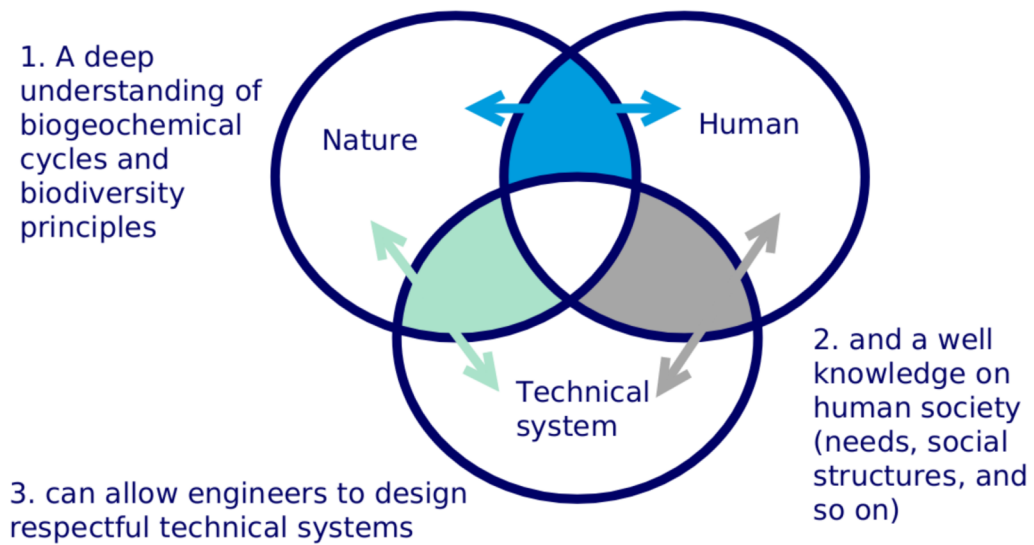 1. A deep
understanding of
biogeochemical
cycles and
biodiversity
principles
Nature
Human
Technical
system
2. and a well
knowledge on
human society
(needs, social
structures, and
so on)
3. can allow engineers to design
respectful technical systems